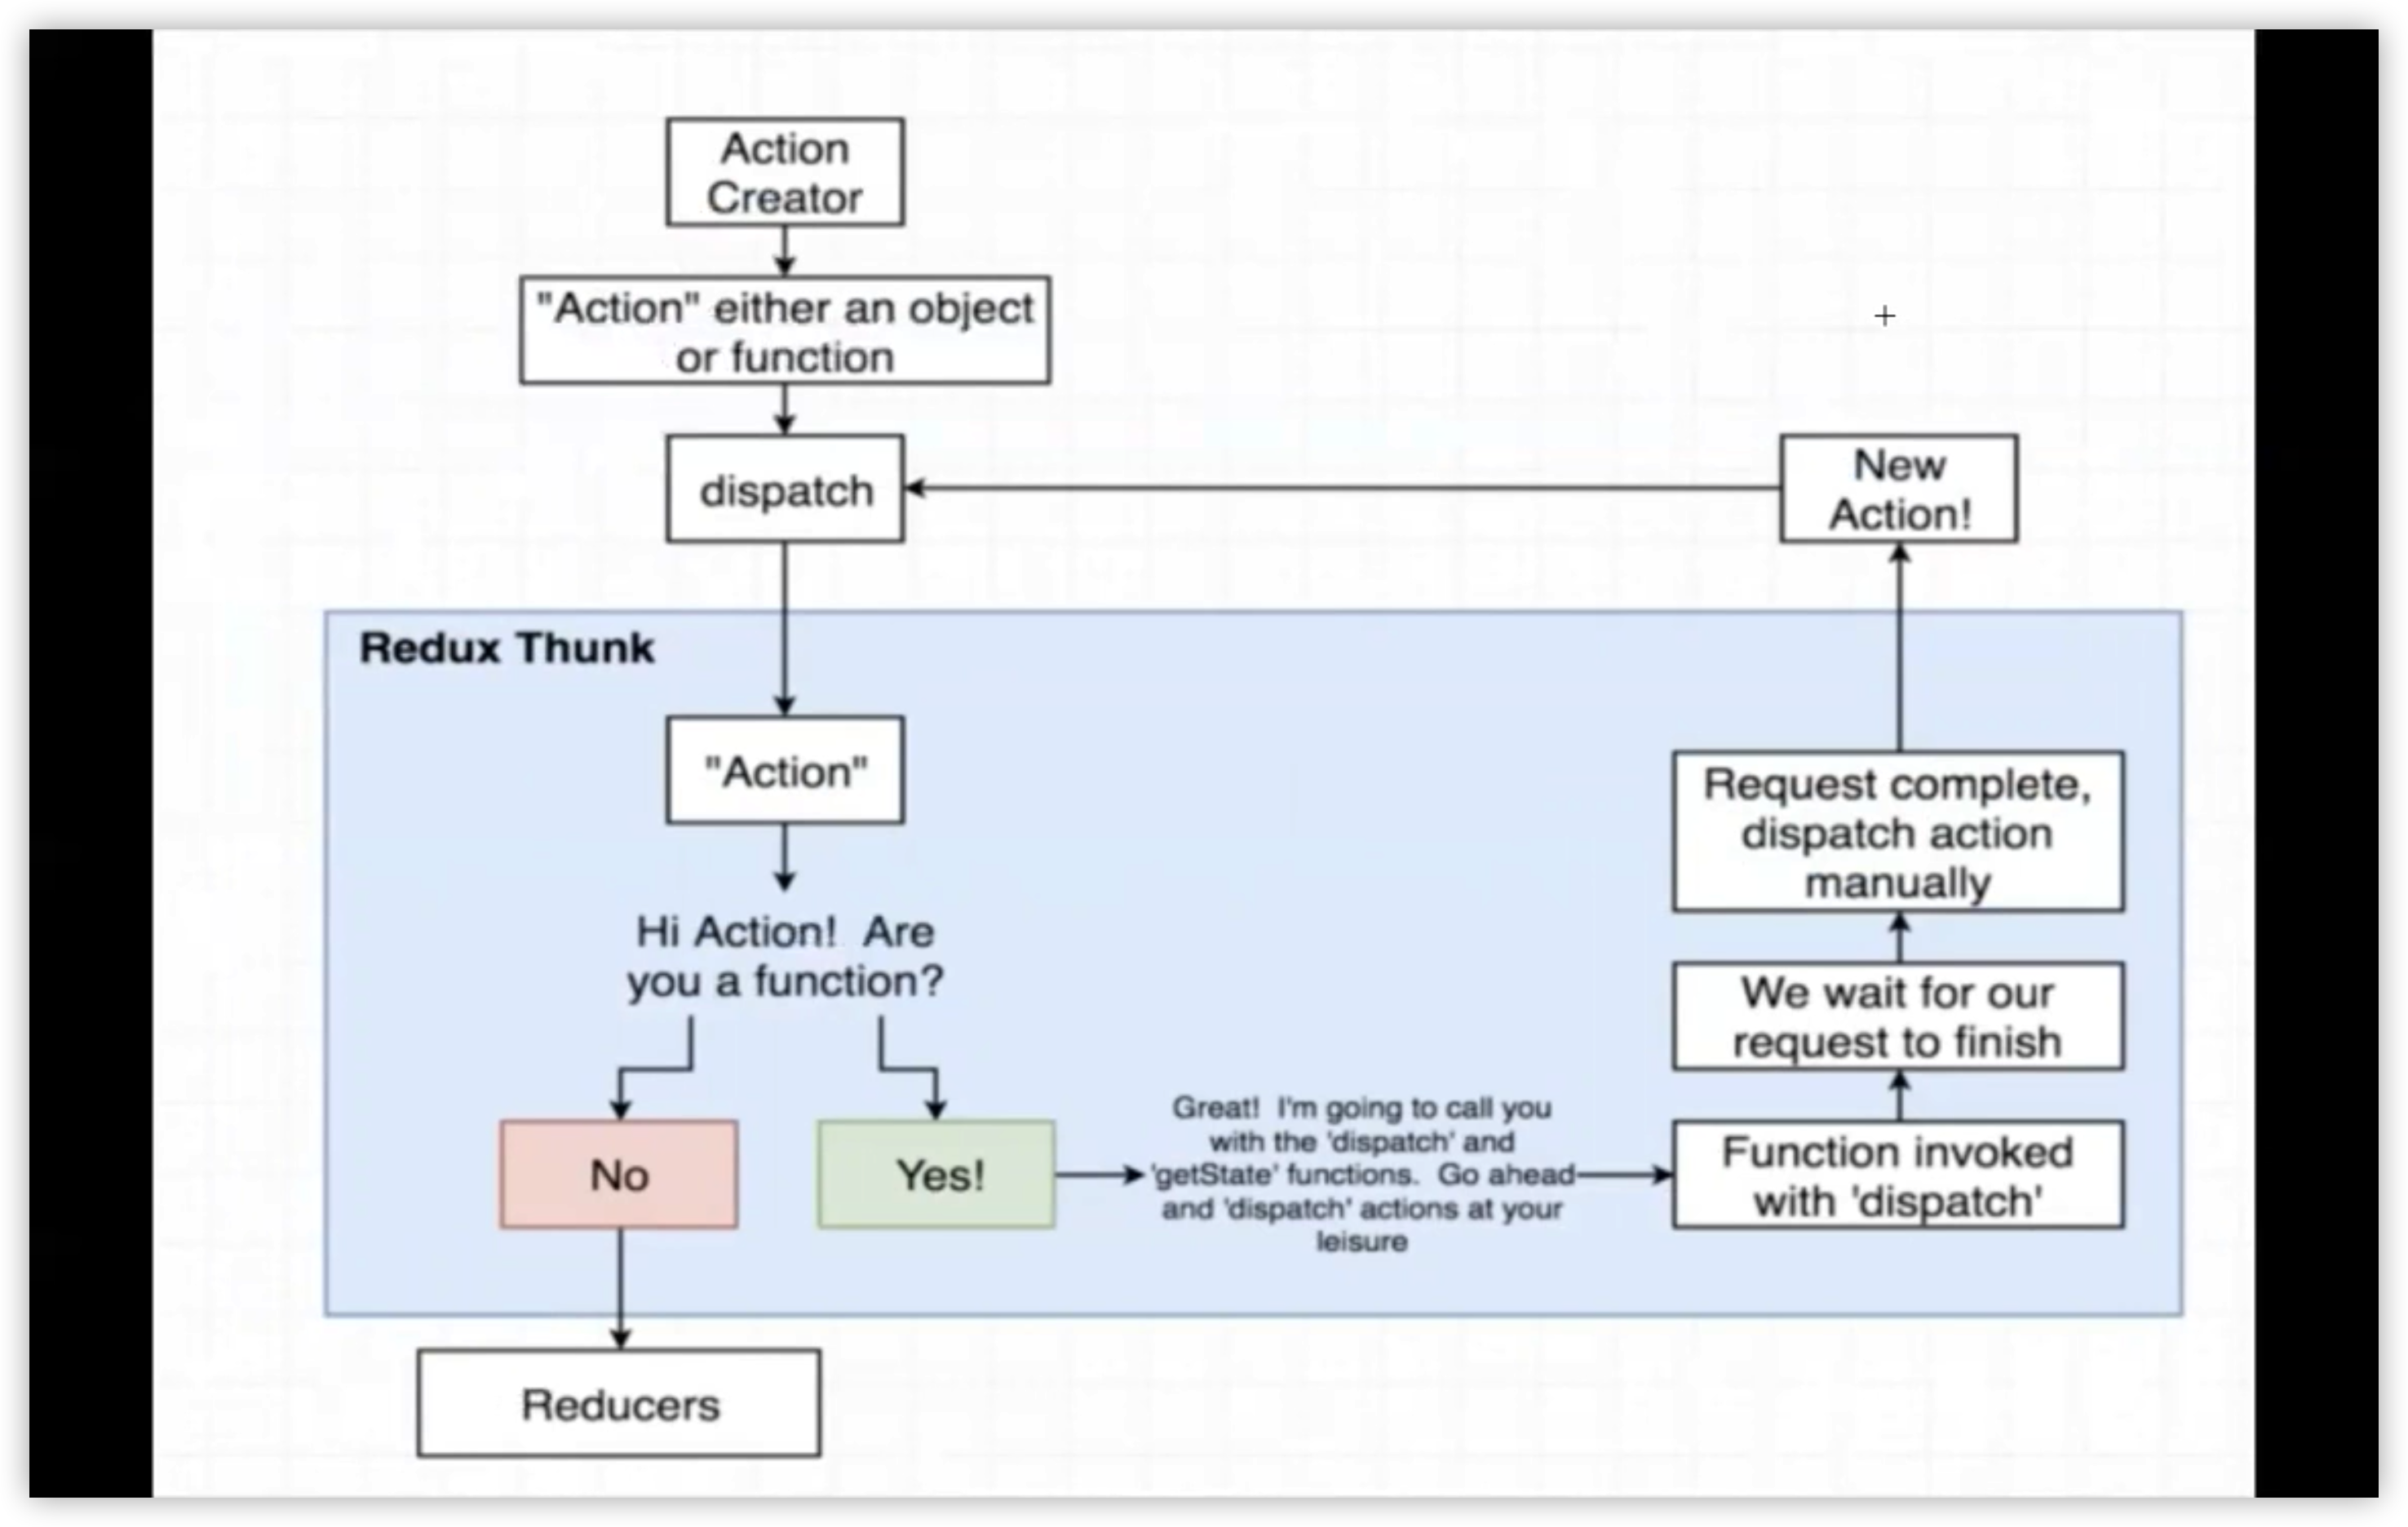 Action
Creator
"Action" either an object
or function
dispatch
New
Action!
Redux Thunk
"Action"
Hi Action!  Are
you a function?
No
Yes!
Great!  I'm going to call you
with the 'dispatch' and
'getState' functions.  Go ahead
and 'dispatch' actions at your
leisure
Function invoked
with 'dispatch'
We wait for our
request to finish
Request complete,
dispatch action
manually
Reducers